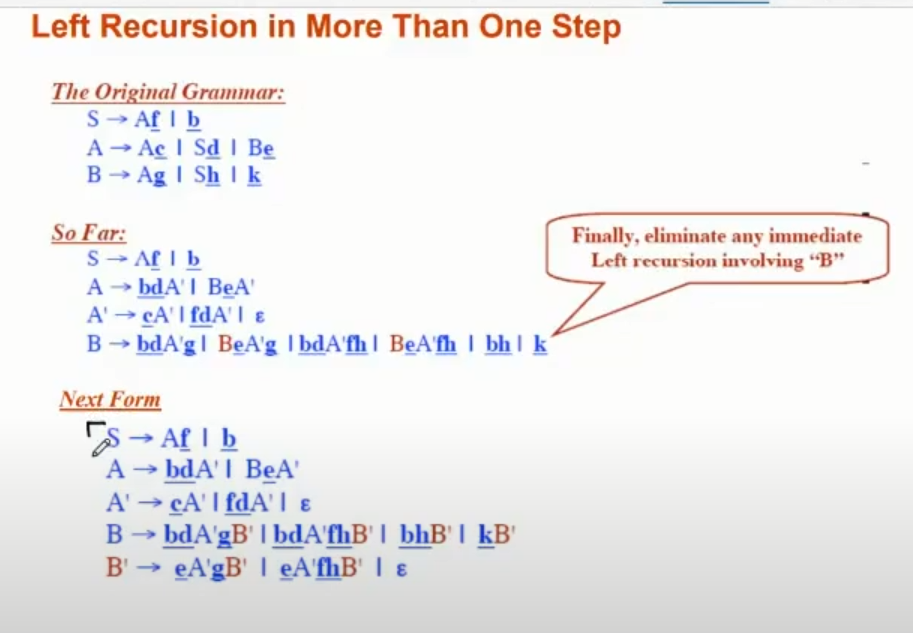 Left Recursion in More Than One Step
The Original Grammar:
S → Af | b
A → Ac | Sd | Be
B → Ag | Sh | k
So Far:
S → Af | b
A → bdA' | BeA'
A' → cA' | fdA' | ε
B → bdA'g | BeA'g | bdA'fh | BeA'fh | bh | k
Finally, eliminate any immediate
Left recursion involving “B”
Next Form
S → Af | b
A → bdA' | BeA'
A' → cA' | fdA' | ε
B → bdA'gB' | bdA'fhB' | bhB' | kB'
B' → eA'gB' | eA'fhB' | ε